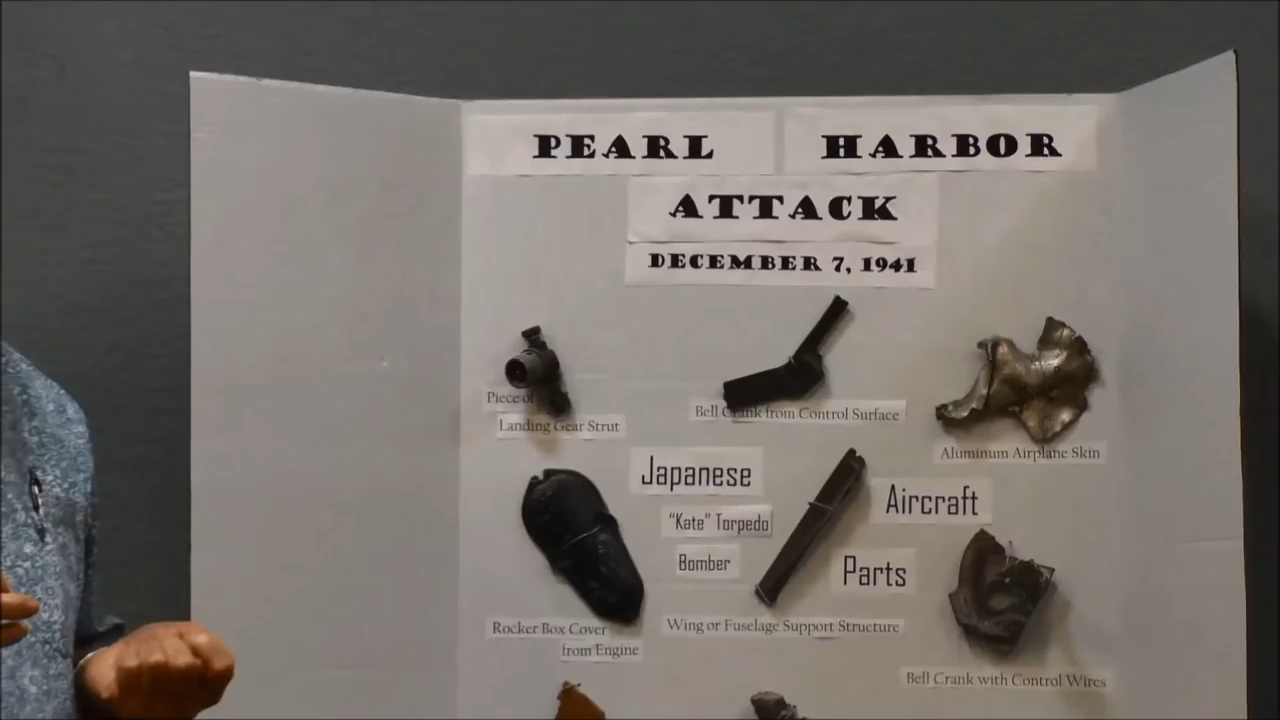 PEARL HARBOR
ATTACK
DECEMBER 7, 1941
Piece of
Landing Gear Strut
Bell Crank from Control Surface
Aluminum Airplane Skin
Japanese
"Kate" Torpedo
Bomber
Aircraft
Parts
Rocker Box Cover
from Engine
Wing or Fuselage Support Structure
Bell Crank with Control Wires